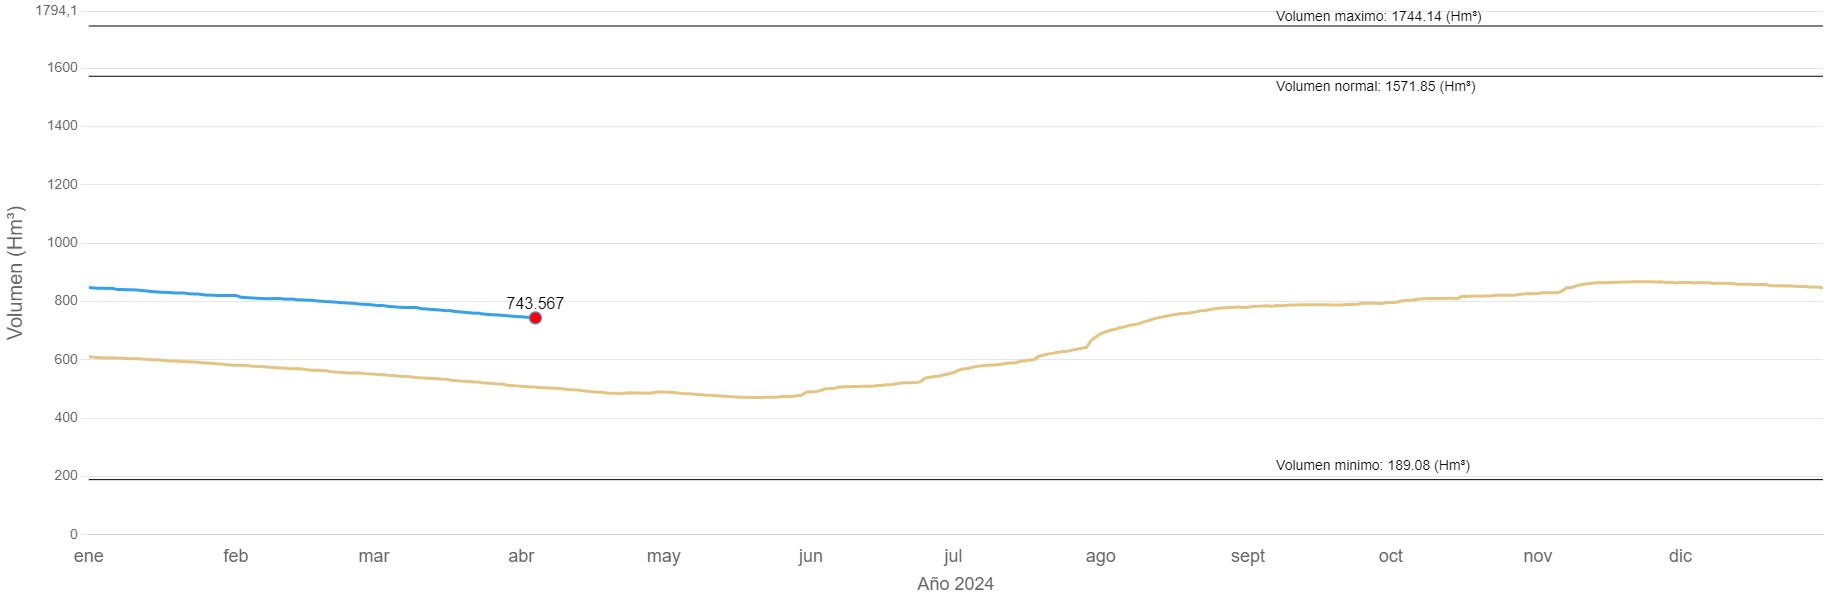 1794,1
Volumen maximo: 1744.14 (Hm³)
1600
Volumen normal: 1571.85 (Hm³)
1400
1200
1000
Volumen (Hm³)
800
743.567
600
400
Volumen minimo: 189.08 (Hm³)
200
0
ene feb mar abr may jun jul ago sept oct nov dic
Año 2024